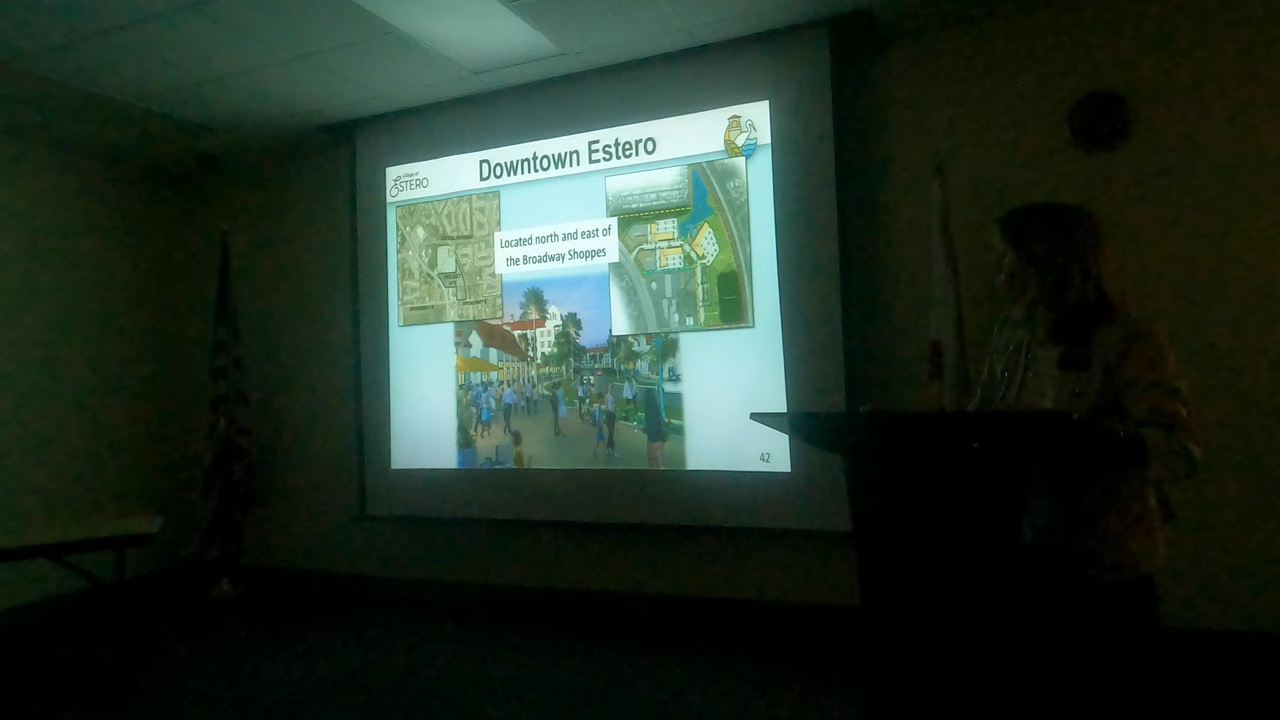 Downtown Estero
Village of
ESTERO
Located north and east of
the Broadway Shoppes
42